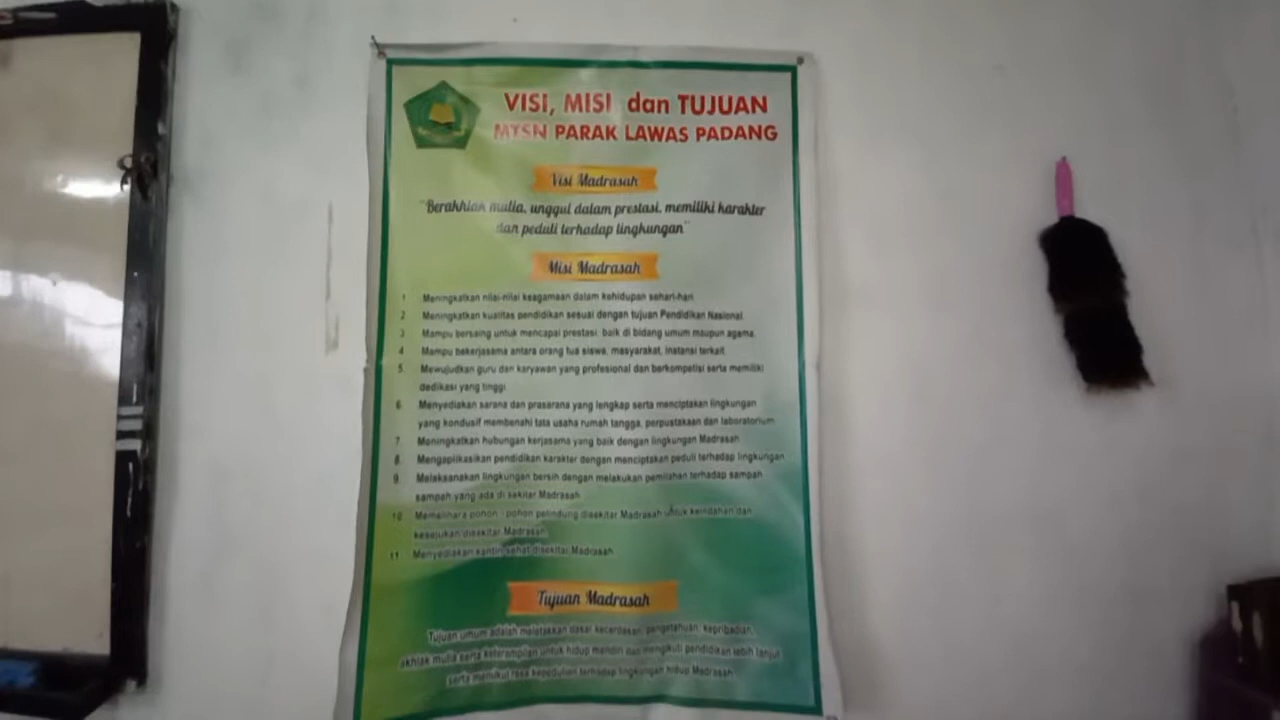 VISI, MISI dan TUJUAN
MTSN PARAK LAWAS PADANG
Visi Madrasah
"Berakhlak mulia, unggul dalam prestasi, memiliki karakter
dan peduli terhadap lingkungan"
Misi Madrasah
1 Meningkatkan nilai-nilai keagamaan dalam kehidupan sehari-hari
2 Meningkatkan kualitas pendidikan sesuai dengan tujuan Pendidikan Nasional
3 Mampu bersaing untuk mencapai prestasi, baik di bidang umum maupun agama.
4 Mampu bekerjasama antara orang tua siswa, masyarakat, instansi terkait
5. Mewujudkan guru dan karyawan yang profesional dan berkompetisi serta memiliki
dedikasi yang tinggi.
6. Menyediakan sarana dan prasarana yang lengkap serta menciptakan lingkungan
yang kondusif membenahi tata usaha rumah tangga, perpustakaan dan laboratorium
7. Meningkatkan hubungan kerjasama yang baik dengan lingkungan Madrasah
8. Mengaplikasikan pendidikan karakter dengan menciptakan peduli terhadap lingkungan
9. Melaksanakan lingkungan bersih dengan melakukan pemilahan terhadap sampah
sampah yang ada di sekitar Madrasah
10 Memelihara pohon - pohon pelindung disekitar Madrasah untuk keindahan dan
kesejukan disekitar Madrasah
11. Menyediakan kantin sehat disekitar Madrasah
Tujuan Madrasah
Tujuan umum adalah meletakkan dasar kecerdasan, pengetahuan, kepribadian,
akhlak mulia serta keterampilan untuk hidup mandiri dan mengikuti pendidikan lebih lanjut
serta memikul rasa kepedulian terhadap lingkungan hidup Madrasah